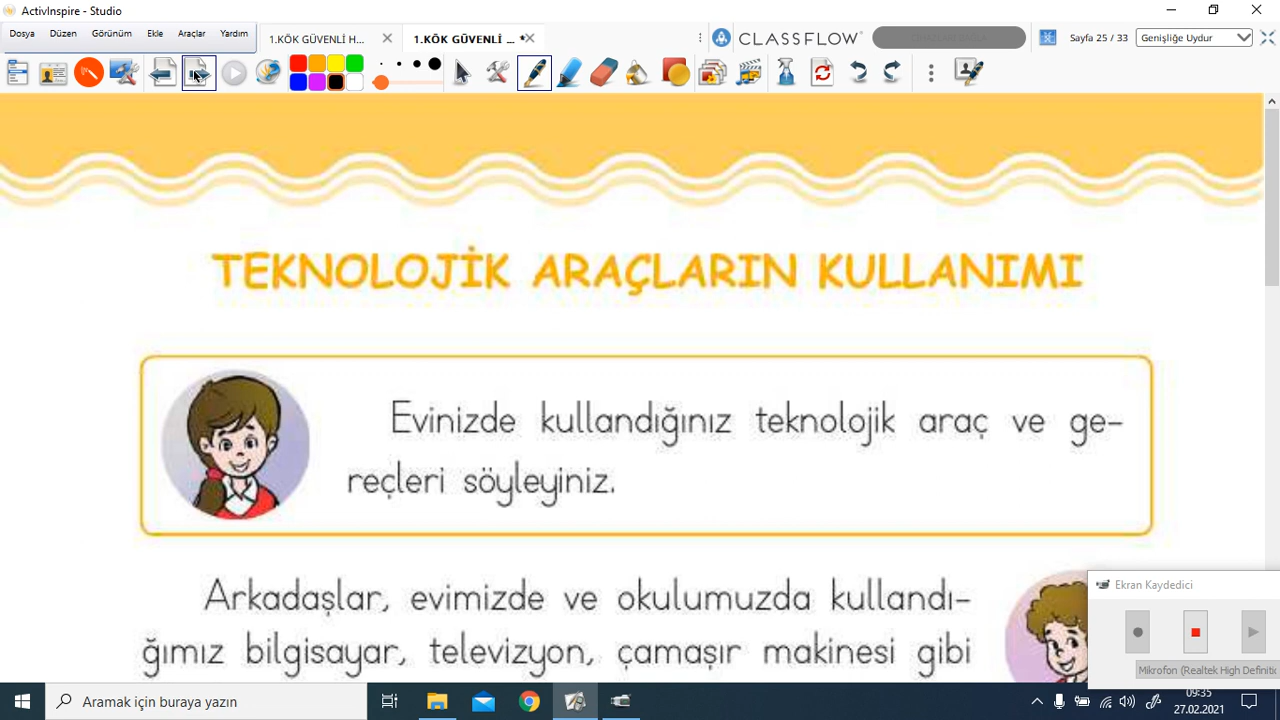 ActivInspire - Studio
Dosya Düzen Görünüm Ekle Araçlar Yardım
1.KÖK GÜVENLİ H...
*1.KÖK GÜVENLİ ... *
CLASSFLOW
Sayfa 25 / 33
Genişliğe Uydur
TEKNOLOJİK ARAÇLARIN KULLANIMI
Evinizde kullandığınız teknolojik araç ve ge-
reçleri söyleyiniz.
Arkadaşlar, evimizde ve okulumuzda kullandı-
ğımız bilgisayar, televizyon, çamaşır makinesi gibi
Ekran Kaydedici
Mikrofon (Realtek High Definitic
Aramak için buraya yazın
09:35
27.02.2021